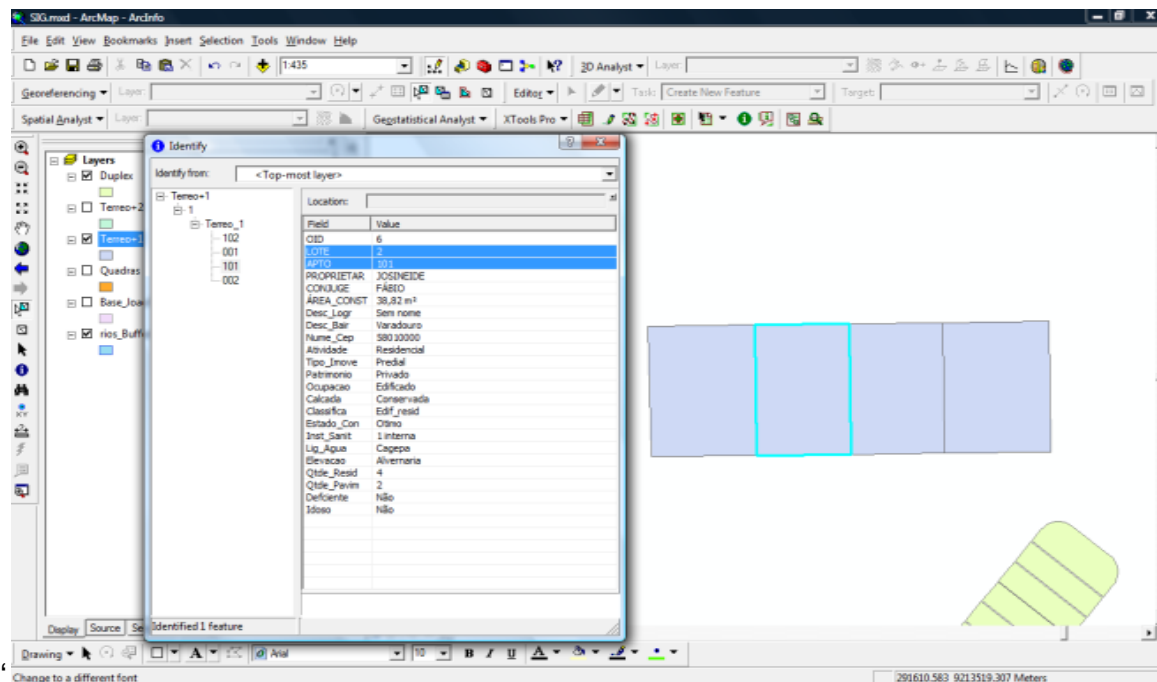 SIG.mxd - ArcMap - ArcInfo
File Edit View Bookmarks Insert Selection Tools Window Help
1:435 3D Analyst Layer:
Georeferencing Layer: Editor Task: Create New Feature Target:
Spatial Analyst Layer: Geostatistical Analyst XTools Pro
Layers
Duplex
Terreo+2
Terreo+1
Quadras
Base_Joa
rios_Buff
Display Source Se
Identify
Identify from: <Top-most layer>
Terreo+1
1
Terreo_1
102
001
101
002
Location:
Field Value
OID 6
LOTE 2
APTO 101
PROPRIETAR JOSINEIDE
CONJUGE FÁBIO
ÁREA_CONST 38,82 m²
Desc_Logr Sem nome
Desc_Bair Varadouro
Nume_Cep 58010000
Atividade Residencial
Tipo_Imove Predial
Patrimonio Privado
Ocupacao Edificado
Calcada Conservada
Classifica Edif_resid
Estado_Con Otimo
Inst_Sanit 1 interna
Lig_Agua Cagepa
Elevacao Alvernaria
Qtde_Resid 4
Qtde_Pavim 2
Defciente Não
Idoso Não
Identified 1 feature
Drawing A Arial 10 B I U A
Change to a different font 291610.583 9213519.307 Meters